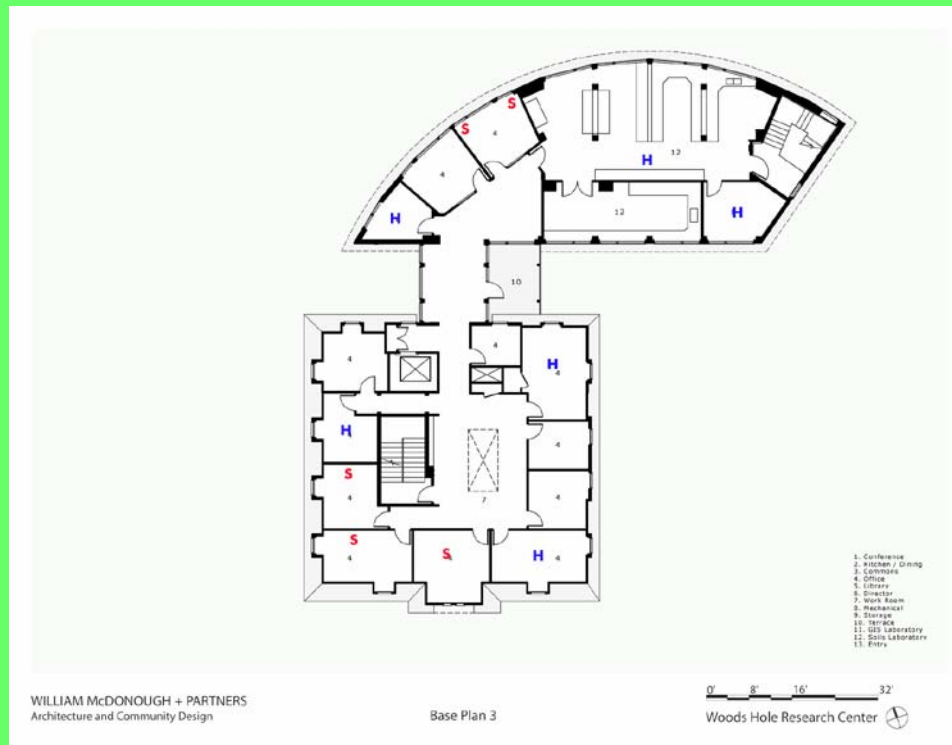 S
S 4
4 H 12
H 12 H
10
4 4 H
4
H 4
4
S
4 7 4
S S H
4 4
1. Conference
2. Kitchen / Dining
3. Commons
4. Office
5. Library
6. Director
7. Work Room
8. Mechanical
9. Storage
10. Terrace
11. GIS Laboratory
12. Soils Laboratory
13. Entry
WILLIAM McDONOUGH + PARTNERS
Architecture and Community Design
Base Plan 3
0' 8' 16' 32'
Woods Hole Research Center